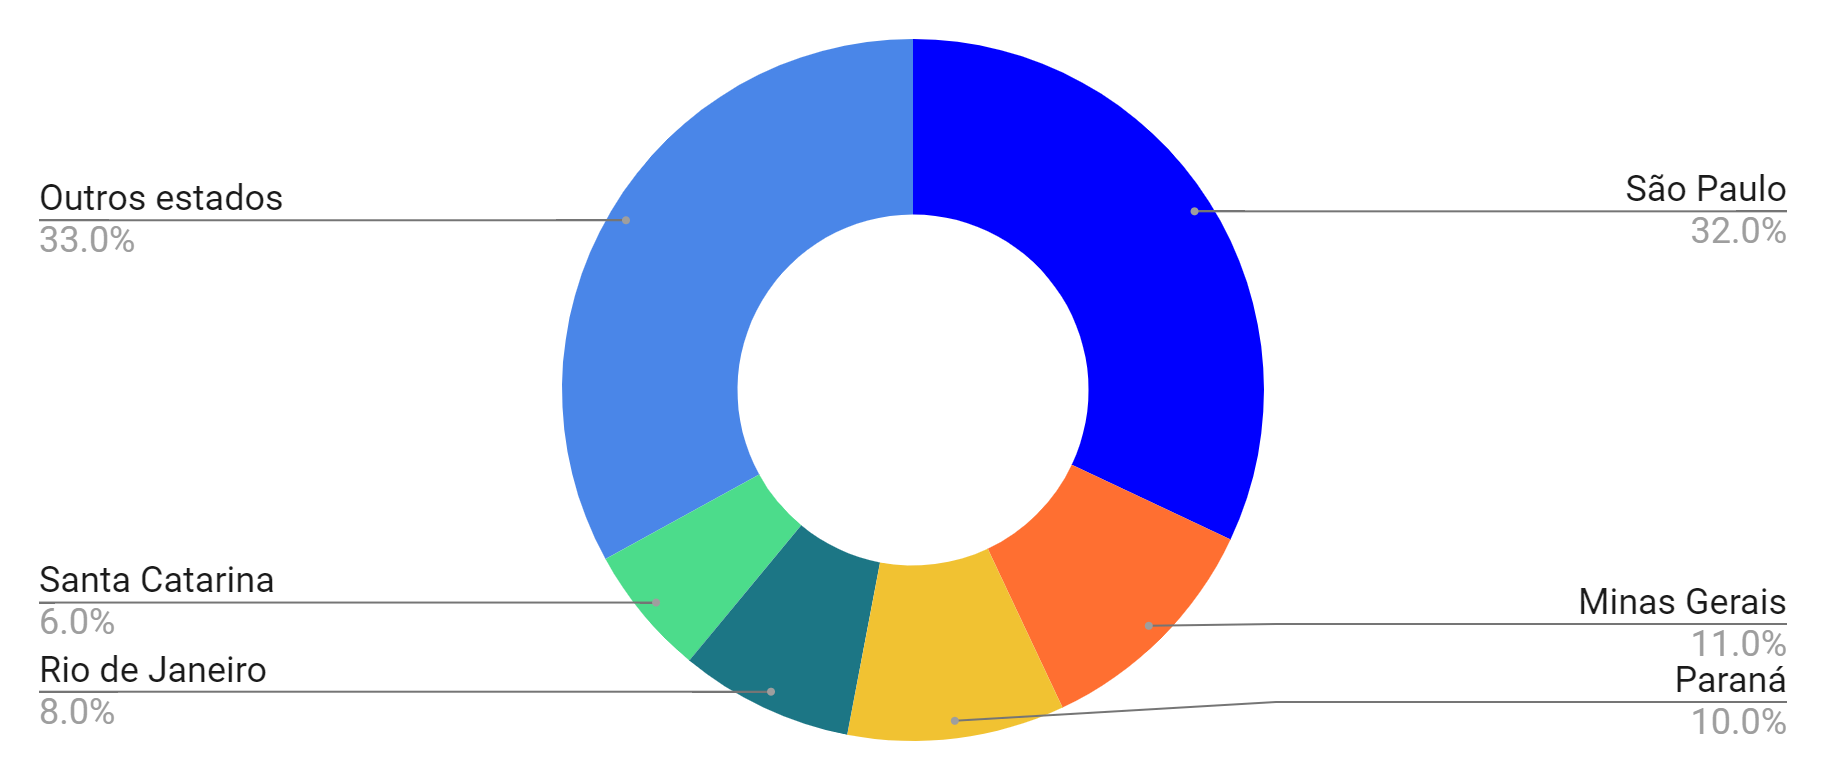 Outros estados
33.0%
São Paulo
32.0%
Santa Catarina
6.0%
Rio de Janeiro
8.0%
Minas Gerais
11.0%
Paraná
10.0%